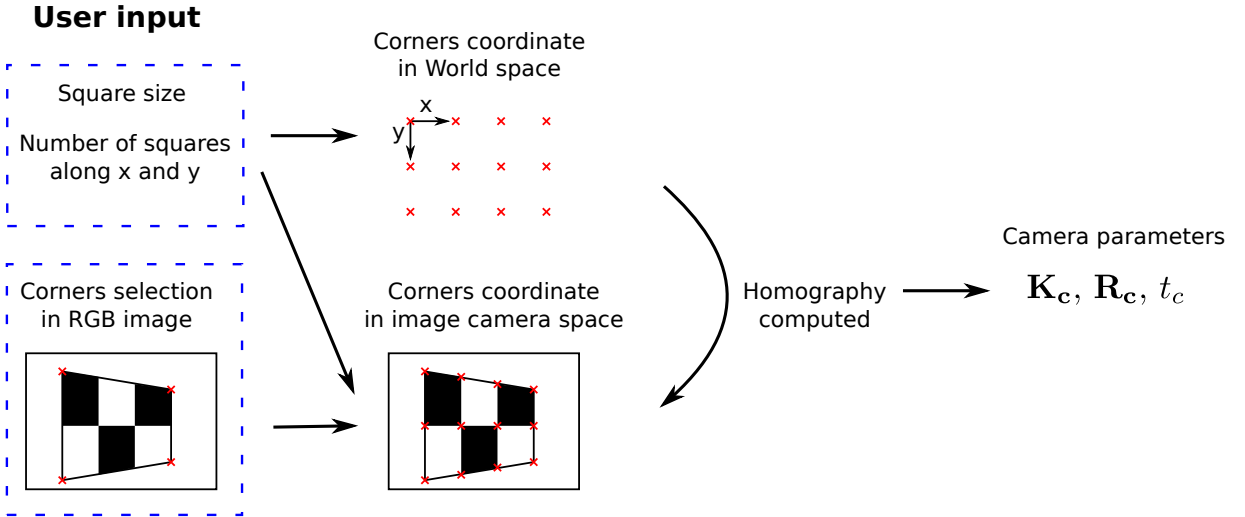 User input
Square size
Number of squares
along x and y
Corners selection
in RGB image
Corners coordinate
in World space
x
y
Corners coordinate
in image camera space
Homography
computed
Camera parameters
K_c, R_c, t_c